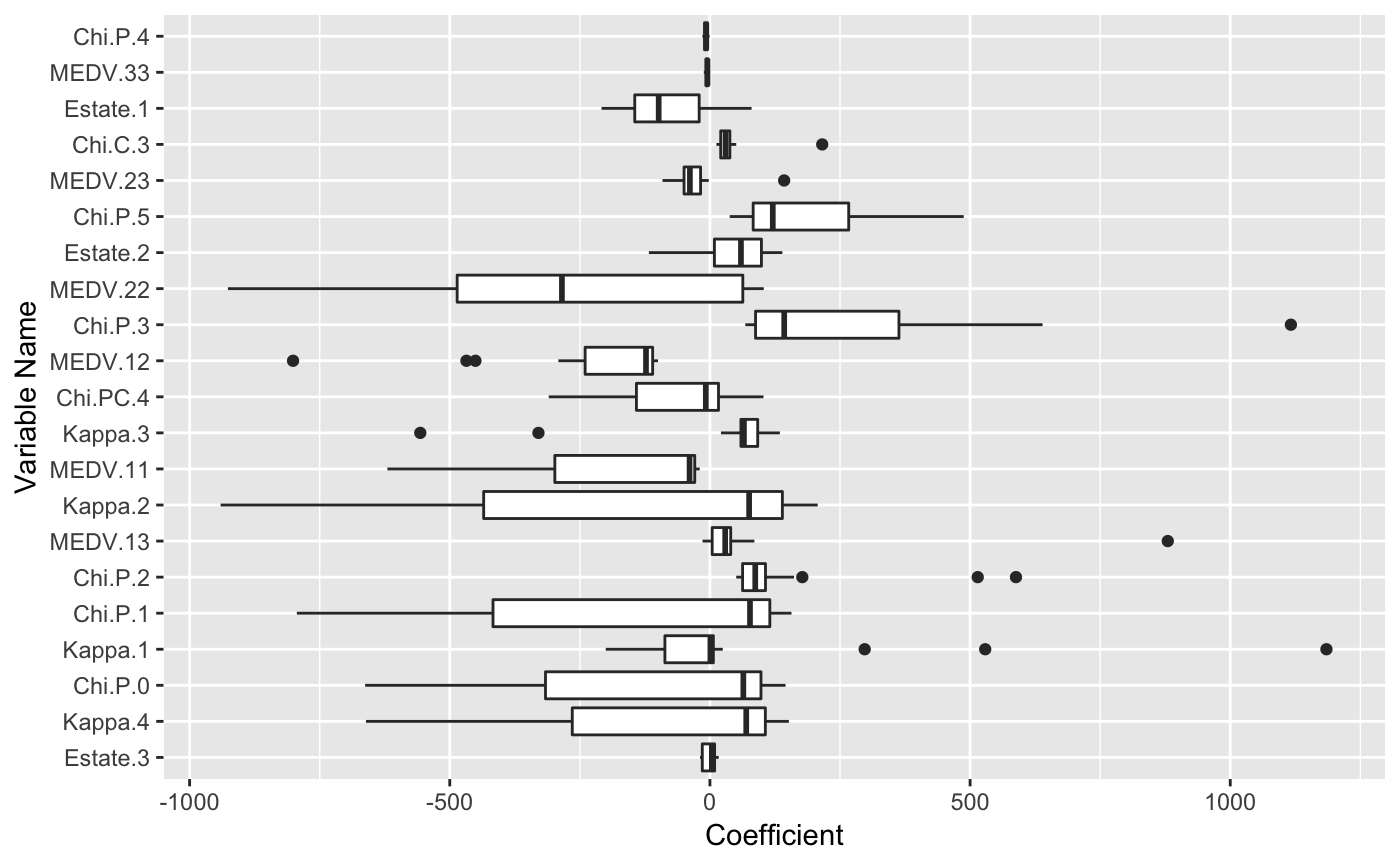 Chi.P.4
MEDV.33
Estate.1
Chi.C.3
MEDV.23
Chi.P.5
Estate.2
MEDV.22
Chi.P.3
MEDV.12
Chi.PC.4
Kappa.3
MEDV.11
Kappa.2
MEDV.13
Chi.P.2
Chi.P.1
Kappa.1
Chi.P.0
Kappa.4
Estate.3
Variable Name
-1000 -500 0 500 1000
Coefficient